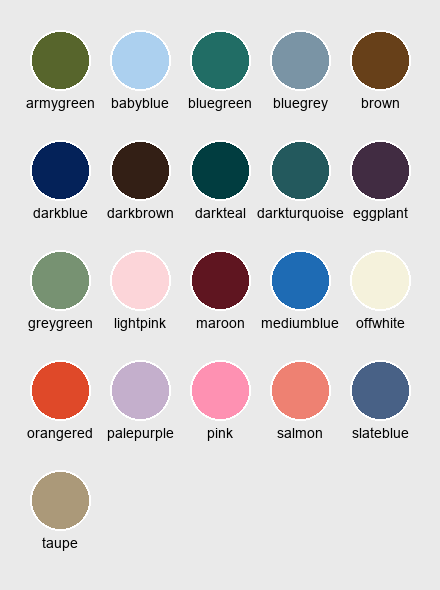 armygreen babyblue bluegreen bluegrey brown
darkblue darkbrown darkteal darkturquoise eggplant
greygreen lightpink maroon mediumblue offwhite
orangered palepurple pink salmon slateblue
taupe